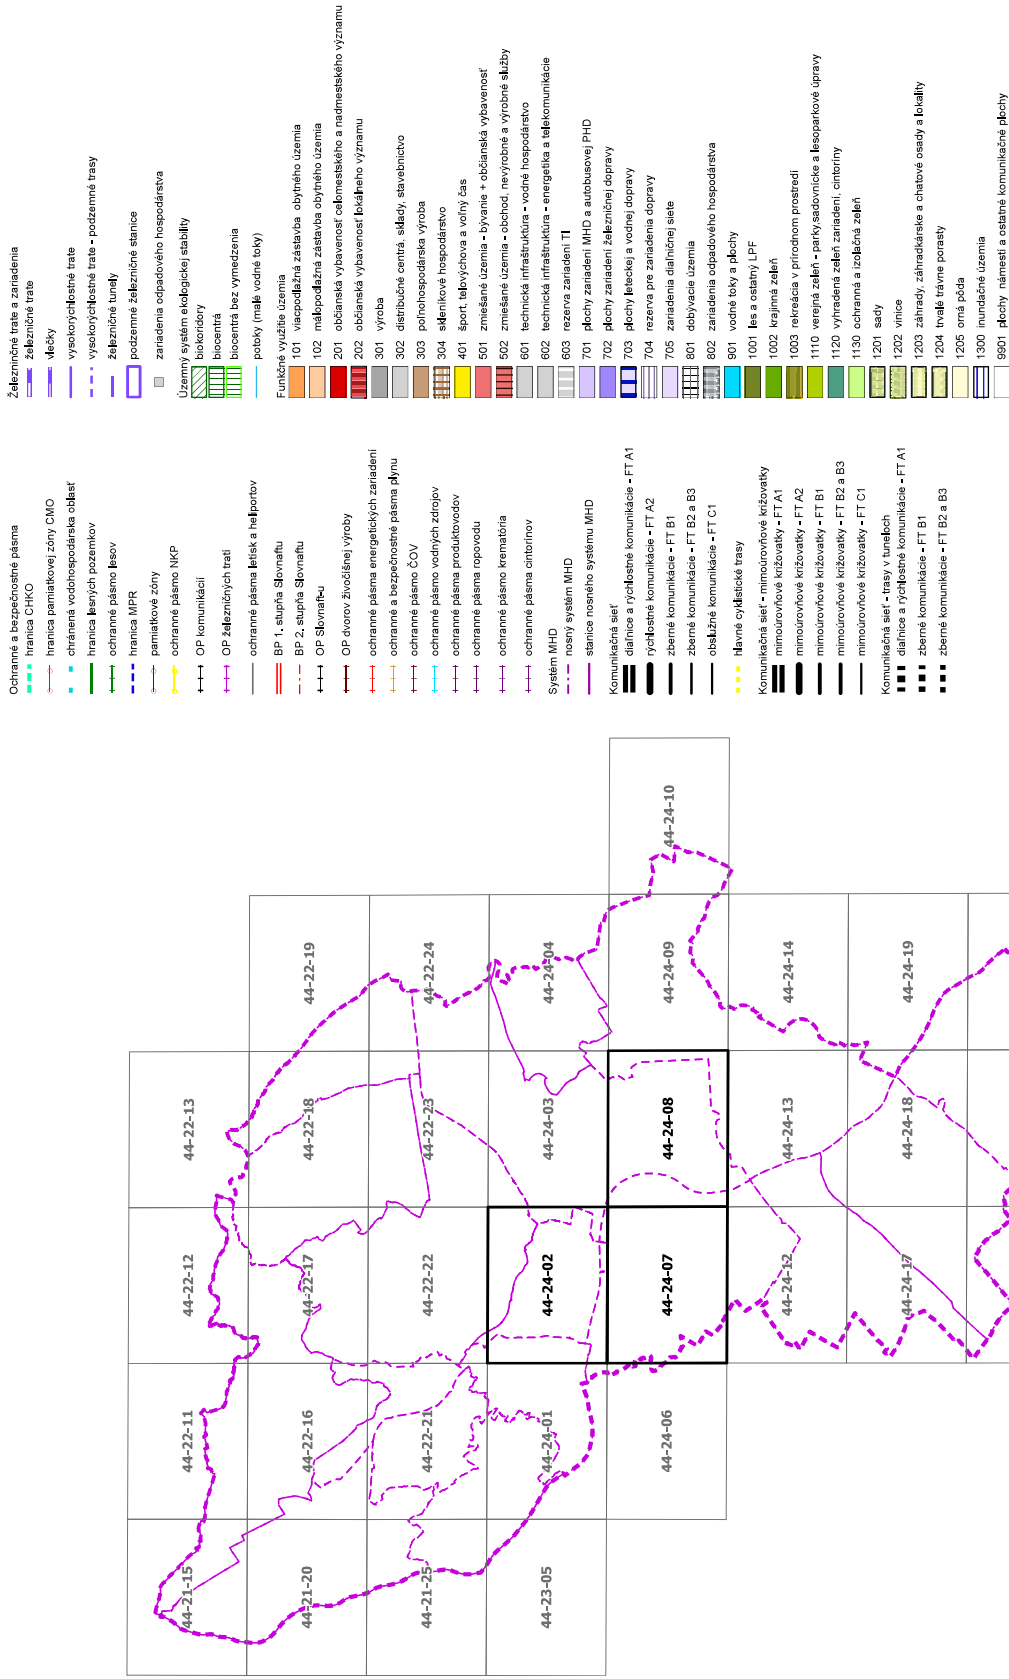 Železninčné trate a zariadenia
železničné trate
vlečky
vysokorýchlostné trate
vysokorýchlostné trate - podzemné trasy
železničné tunely
podzemné železničné stanice
zariadenia odpadového hospodárstva
Územný systém ekologickej stability
biokoridory
biocentrá
biocentrá bez vymedzenia
potoky (malé vodné toky)
Funkčné využitie územia
101 viacpodlažná zástavba obytného územia
102 málopodlažná zástavba obytného územia
201 občianska vybavenosť celomestského a nadmestského významu
202 občianska vybavenosť lokálneho významu
301 výroba
302 distribučné centrá, sklady, stavebníctvo
303 poľnohospodárska výroba
304 skleníkové hospodárstvo
401 šport, telovýchova a voľný čas
501 zmiešané územia - bývanie + občianská vybavenosť
502 zmiešané územia - obchod, nevýrobné a výrobné služby
601 technická infraštruktúra - vodné hospodárstvo
602 technická infraštruktúra - energetika a telekomunikácie
603 rezerva zariadení TI
701 plochy zariadení MHD a autobusovej PHD
702 plochy zariadení železničnej dopravy
703 plochy leteckej a vodnej dopravy
704 rezerva pre zariadenia dopravy
705 zariadenia diaľničnej siete
801 dobývacie územia
802 zariadenia odpadového hospodárstva
901 vodné toky a plochy
1001 les a ostatný LPF
1002 krajinná zeleň
1003 rekreácia v prírodnom prostredí
1110 verejná zeleň - parky,sadovnícke a lesoparkové úpravy
1120 vyhradená zeleň zariadení, cintoríny
1130 ochranná a izolačná zeleň
1201 sady
1202 vinice
1203 záhrady, záhradkárske a chatové osady a lokality
1204 trvalé trávne porasty
1205 orná pôda
1300 inundačné územia
9901 plochy námestí a ostatné komunikačné plochy
Ochranné a bezpečnostné pásma
hranica CHKO
hranica pamiatkovej zóny CMO
chránená vodohospodárska oblasť
hranica lesných pozemkov
ochranné pásmo lesov
hranica MPR
pamiatkové zóny
ochranné pásmo NKP
OP komunikácií
OP železničných tratí
ochranné pásma letísk a heliportov
BP 1. stupňa Slovnaftu
BP 2. stupňa Slovnaftu
OP Slovnaft-u
OP dvorov živočíšnej výroby
ochranné pásma energetických zariadení
ochranné a bezpečnostné pásma plynu
ochranné pásmo ČOV
ochranné pásmo vodných zdrojov
ochranné pásma produktovodov
ochranné pásma ropovodu
ochranné pásmo krematória
ochranné pásmo cintorínov
Systém MHD
nosný systém MHD
stanice nosného systému MHD
Komunikačná sieť
diaľnice a rýchlostné komunikácie - FT A1
rýchlostné komunikácie - FT A2
zberné komunikácie - FT B1
zberné komunikácie - FT B2 a B3
obslužné komunikácie - FT C1
hlavné cyklistické trasy
Komunikačná sieť - mimoúrovňové križovatky
mimoúrovňové križovatky - FT A1
mimoúrovňové križovatky - FT A2
mimoúrovňové križovatky - FT B1
mimoúrovňové križovatky - FT B2 a B3
mimoúrovňové križovatky - FT C1
Komunikačná sieť - trasy v tuneloch
diaľnice a rýchlostné komunikácie - FT A1
zberné komunikácie - FT B1
zberné komunikácie - FT B2 a B3
44-21-15
44-22-11
44-22-12
44-22-13
44-21-20
44-22-16
44-22-17
44-22-18
44-22-19
44-21-25
44-22-21
44-22-22
44-22-23
44-22-24
44-23-05
44-24-01
44-24-02
44-24-03
44-24-04
44-24-06
44-24-07
44-24-08
44-24-09
44-24-10
44-24-12
44-24-13
44-24-14
44-24-17
44-24-18
44-24-19